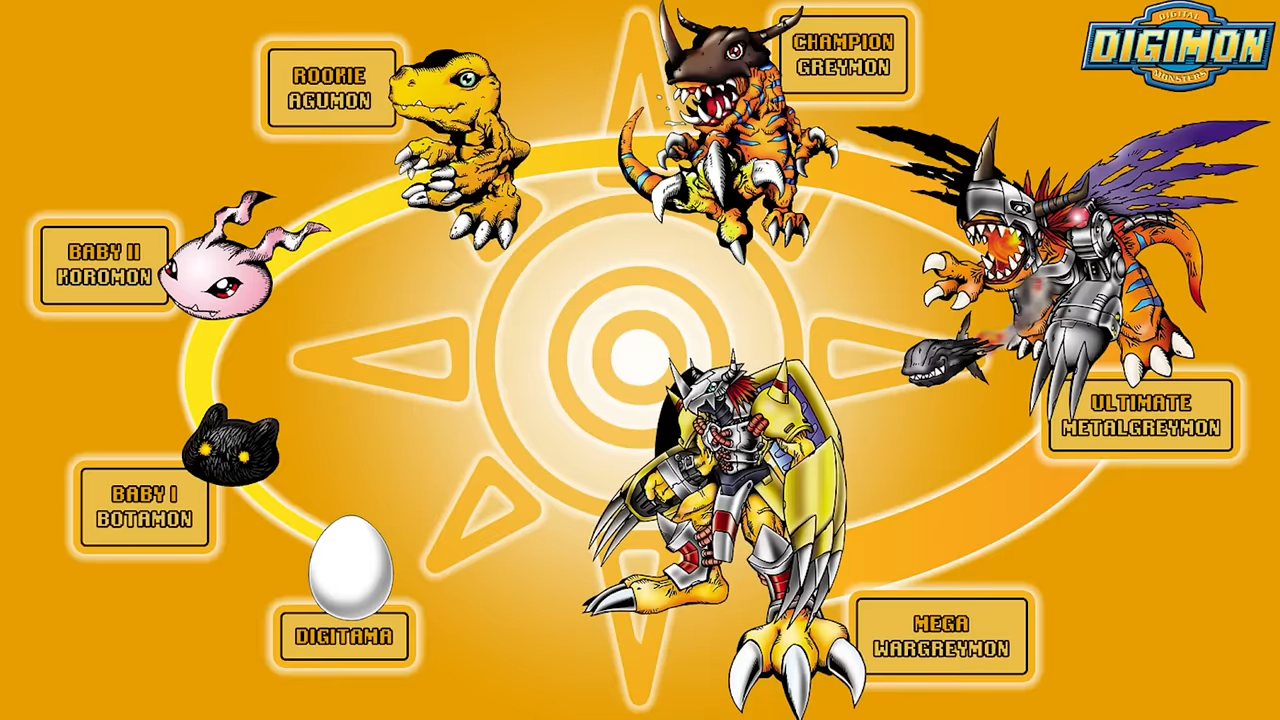 DIGITAL
DIGIMON
MONSTERS
CHAMPION
GREYMON
ROOKIE
AGUMON
BABY II
KOROMON
ULTIMATE
METALGREYMON
BABY I
BOTAMON
DIGITAMA
MEGA
WARGREYMON